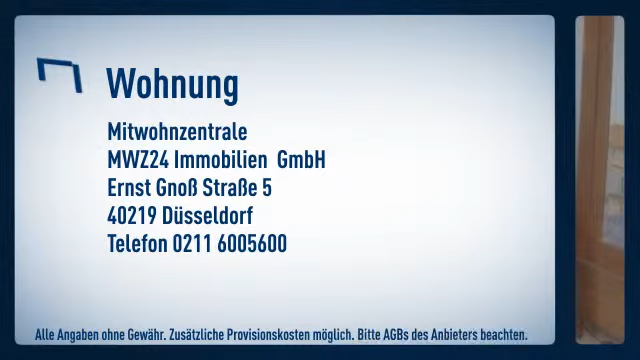 Wohnung
Mitwohnzentrale
MWZ24 Immobilien GmbH
Ernst Gnoß Straße 5
40219 Düsseldorf
Telefon 0211 6005600
Alle Angaben ohne Gewähr. Zusätzliche Provisionskosten möglich. Bitte AGBs des Anbieters beachten.